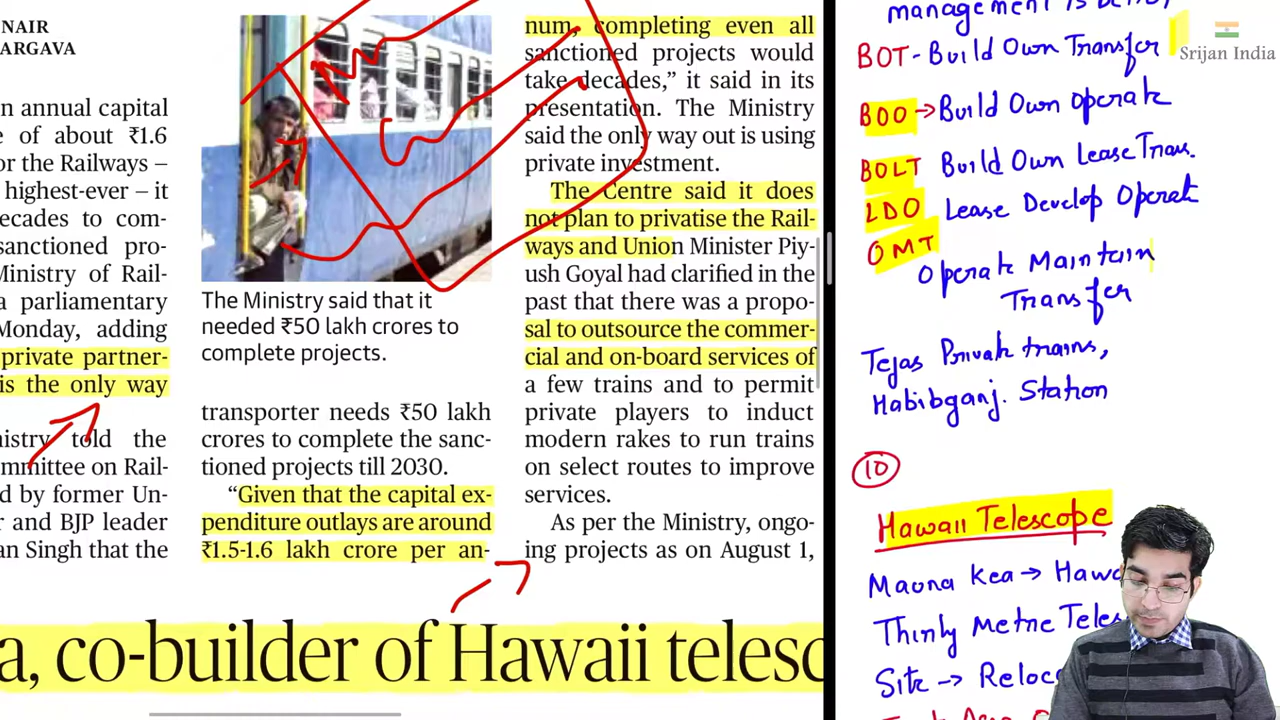 NAIR
ARGAVA
n annual capital
e of about ₹1.6
or the Railways –
highest-ever – it
ecades to com-
sanctioned pro-
Ministry of Rail-
a parliamentary
Monday, adding
private partner-
is the only way
nistry told the
mmittee on Rail-
d by former Un-
r and BJP leader
an Singh that the
The Ministry said that it
needed ₹50 lakh crores to
complete projects.
transporter needs ₹50 lakh
crores to complete the sanc-
tioned projects till 2030.
“Given that the capital ex-
penditure outlays are around
₹1.5-1.6 lakh crore per an-
num, completing even all
sanctioned projects would
take decades,” it said in its
presentation. The Ministry
said the only way out is using
private investment.
The Centre said it does
not plan to privatise the Rail-
ways and Union Minister Piy-
ush Goyal had clarified in the
past that there was a propo-
sal to outsource the commer-
cial and on-board services of
a few trains and to permit
private players to induct
modern rakes to run trains
on select routes to improve
services.
As per the Ministry, ongo-
ing projects as on August 1,
a, co-builder of Hawaii telesc
management is
BOT - Build Own Transfer
BOO → Build Own Operate
BOLT Build Own Lease Trans.
LDO Lease Develop Operate
OMT
Operate Maintain
Transfer
Tejas Private trains,
Habibganj. Station
10
Hawaii Telescope
Mauna Kea → Hawa
Thirty Metre Teles
Site → Reloc
Srijan India